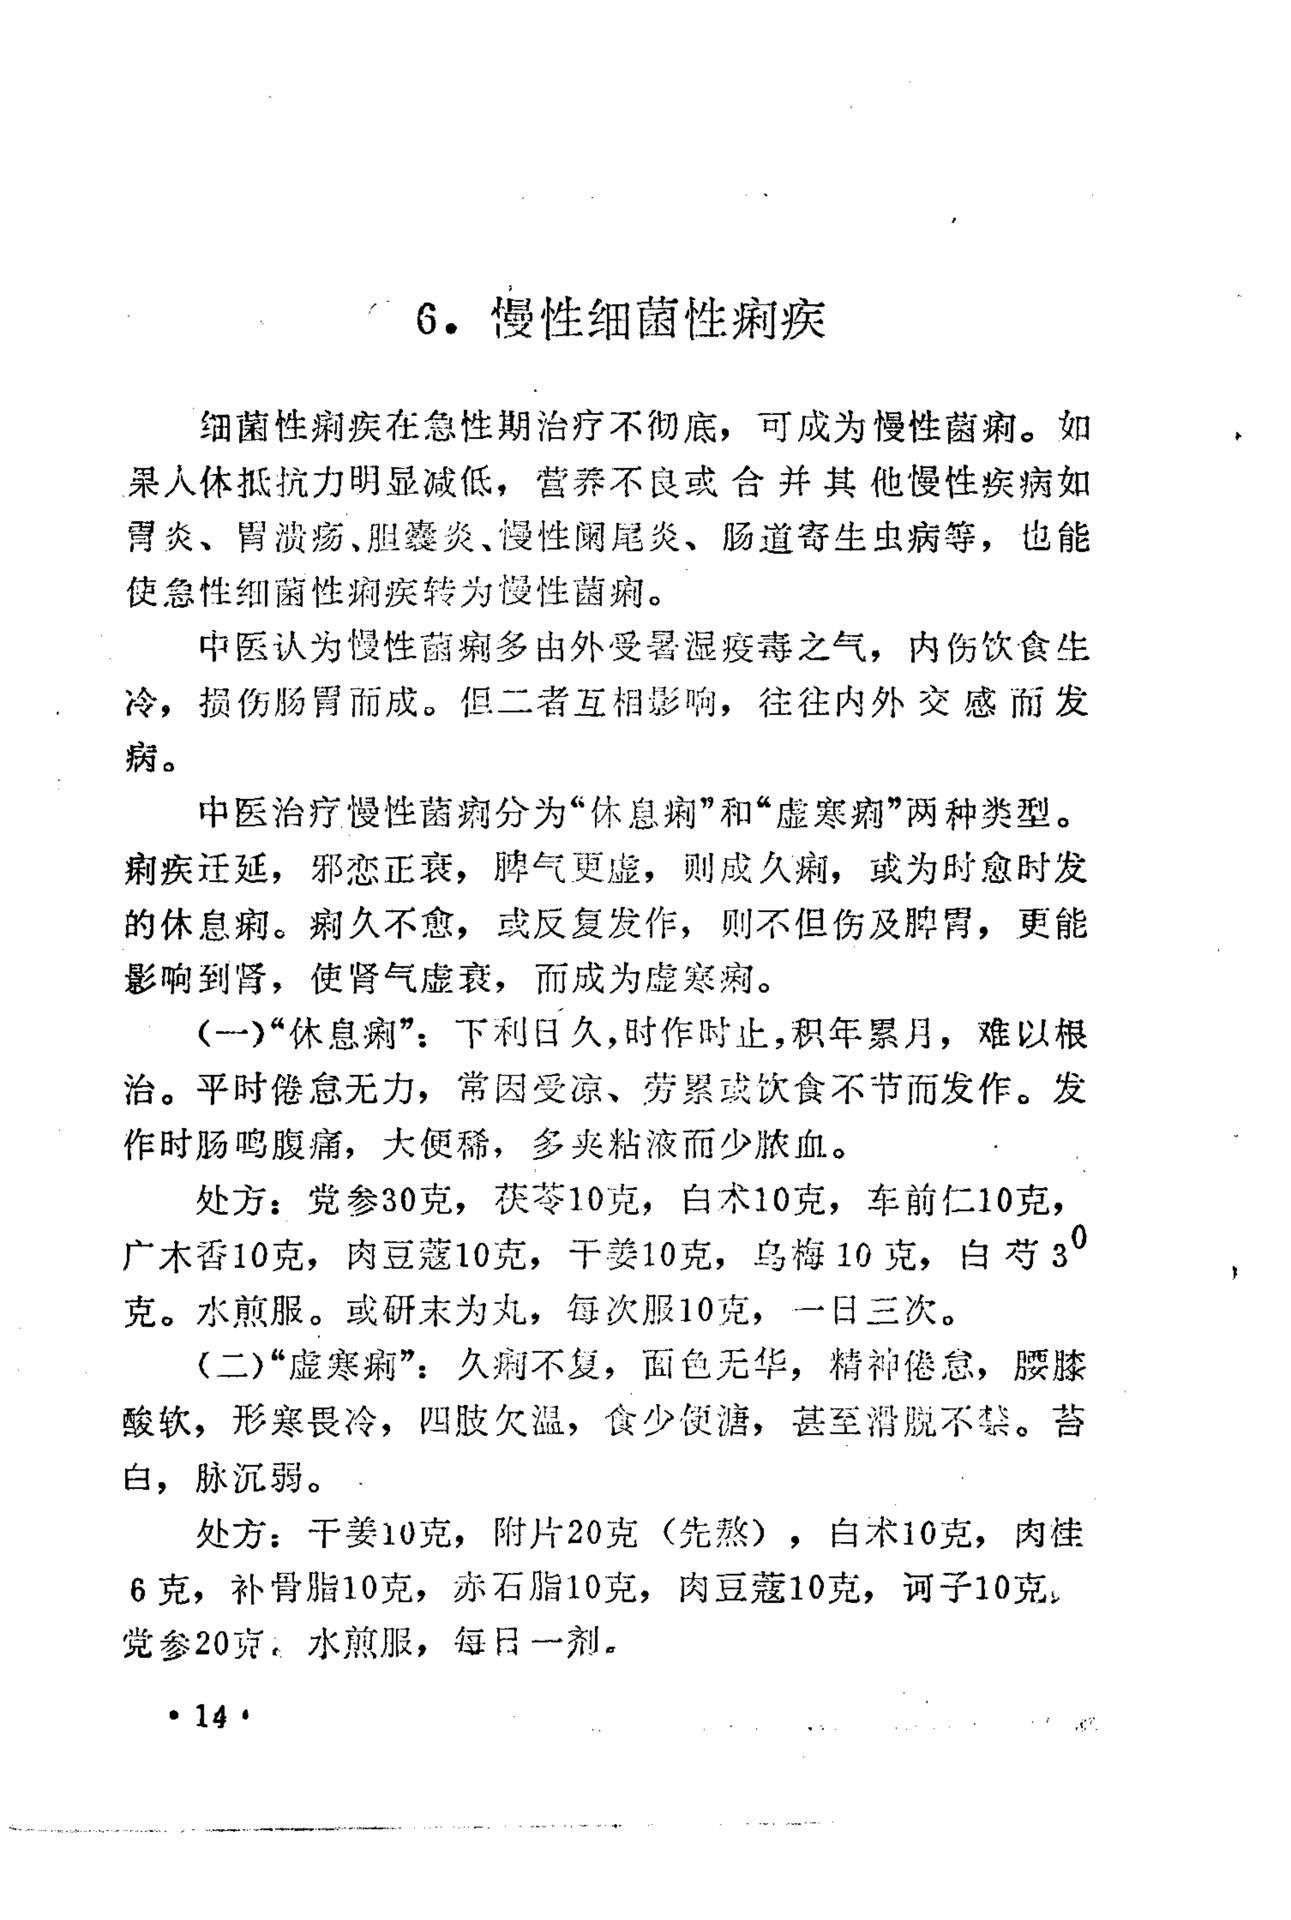 6．慢性细菌性痢疾
细菌性痢疾在急性期治疗不彻底，可成为慢性菌痢。如
果人体抵抗力明显减低，营养不良或合并其他慢性疾病如
胃炎、胃溃疡、胆囊炎、慢性阑尾炎、肠道寄生虫病等，也能
使急性细菌性痢疾转为慢性菌痢。
中医认为慢性菌痢多由外受暑湿疫毒之气，内伤饮食生
冷，损伤肠胃而成。但二者互相影响，往往内外交感而发
病。
中医治疗慢性菌痢分为“休息痢”和“虚寒痢”两种类型。
痢疾迁延，邪恋正衰，脾气更虚，则成久痢，或为时愈时发
的休息痢。痢久不愈，或反复发作，则不但伤及脾胃，更能
影响到肾，使肾气虚衰，而成为虚寒痢。
（一）“休息痢”：下利日久，时作时止，积年累月，难以根
治。平时倦怠无力，常因受凉、劳累或饮食不节而发作。发
作时肠鸣腹痛，大便稀，多夹粘液而少脓血。
处方：党参30克，茯苓10克，白术10克，车前仁10克，
广木香10克，肉豆蔻10克，干姜10克，乌梅10克，白芍30
克。水煎服。或研末为丸，每次服10克，一日三次。
（二）“虚寒痢”：久痢不复，面色无华，精神倦怠，腰膝
酸软，形寒畏冷，四肢欠温，食少便溏，甚至滑脱不禁。苔
白，脉沉弱。
处方：干姜10克，附片20克（先熬），白术10克，肉桂
6克，补骨脂10克，赤石脂10克，肉豆蔻10克，诃子10克，
党参20克。水煎服，每日一剂。
·14·